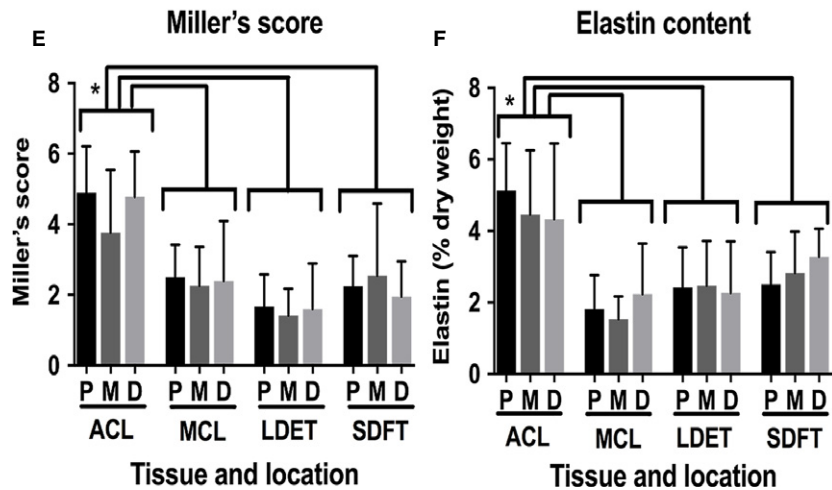 E
Miller's score
Miller's score
8
6
4
2
0
*
P M D P M D P M D P M D
ACL MCL LDET SDFT
Tissue and location
F
Elastin content
Elastin (% dry weight)
8
6
4
2
0
*
P M D P M D P M D P M D
ACL MCL LDET SDFT
Tissue and location